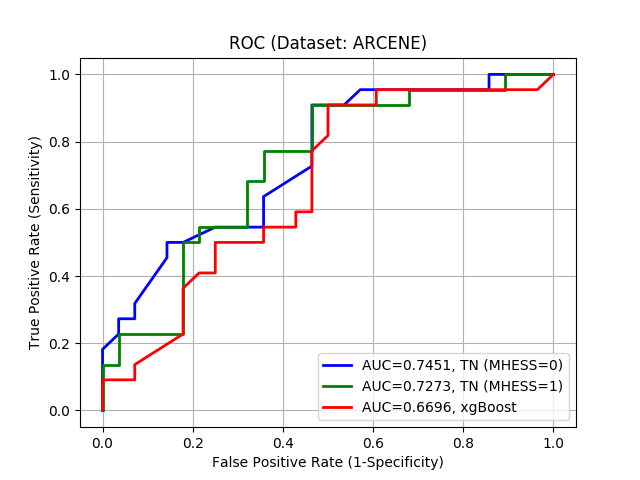 ROC (Dataset: ARCENE)
True Positive Rate (Sensitivity)
1.0
0.8
0.6
0.4
0.2
0.0
0.0 0.2 0.4 0.6 0.8 1.0
False Positive Rate (1-Specificity)
AUC=0.7451, TN (MHESS=0)
AUC=0.7273, TN (MHESS=1)
AUC=0.6696, xgBoost